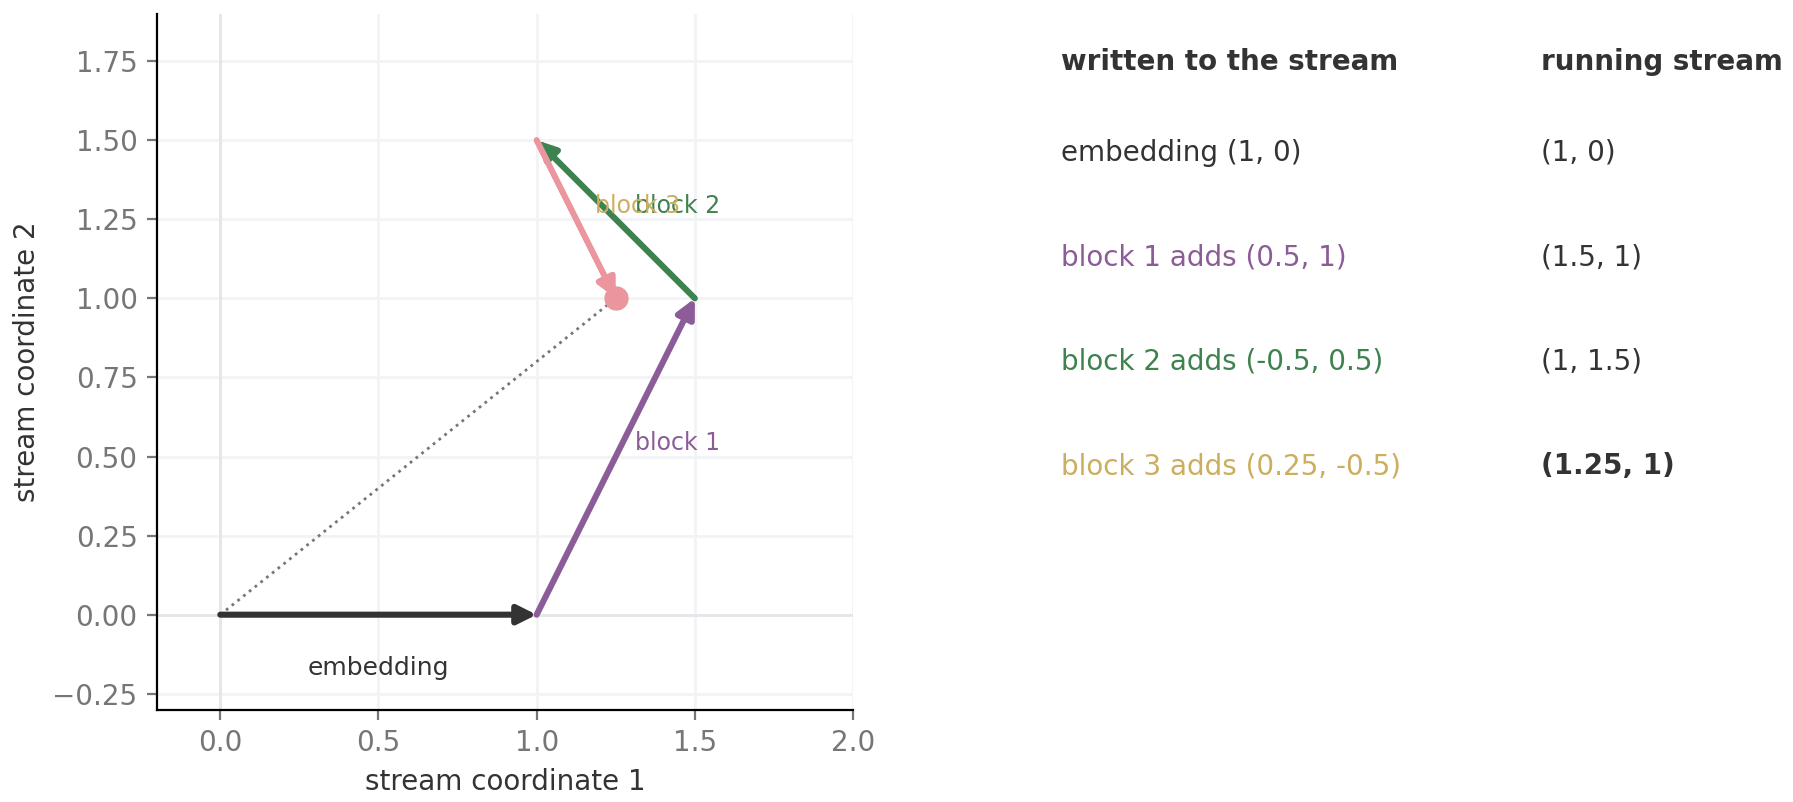 1.75
1.50
1.25
1.00
0.75
0.50
0.25
0.00
−0.25
stream coordinate 2
0.0 0.5 1.0 1.5 2.0
stream coordinate 1
block 3
block 2
block 1
embedding
written to the stream running stream
embedding (1, 0) (1, 0)
block 1 adds (0.5, 1) (1.5, 1)
block 2 adds (-0.5, 0.5) (1, 1.5)
block 3 adds (0.25, -0.5) (1.25, 1)